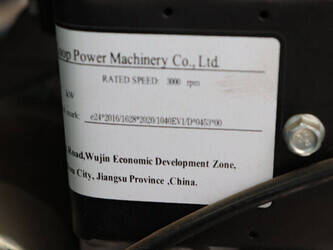 Power Machinery Co., Ltd.
RATED SPEED: 3000 rpm
kW
mark: e24*2016/1628*2020/1040EV1/D*0453*00
Road,Wujin Economic Development Zone,
City, Jiangsu Province ,China.